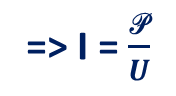 => I = 𝒫/U